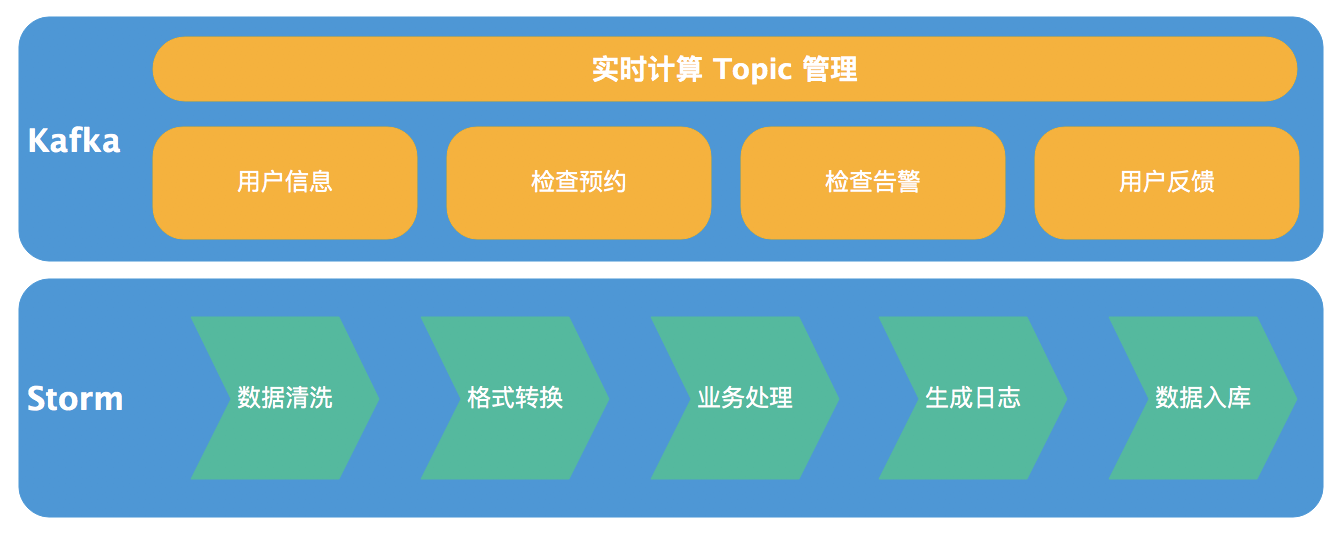 Kafka
实时计算 Topic 管理
用户信息
检查预约
检查告警
用户反馈
Storm
数据清洗
格式转换
业务处理
生成日志
数据入库